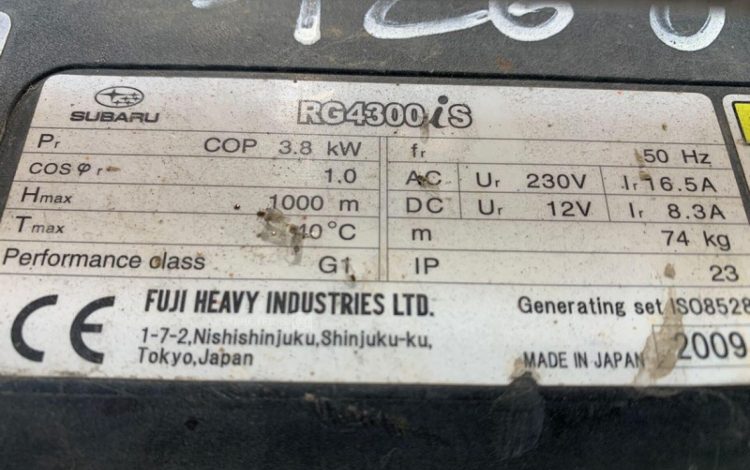 SUBARU
RG4300iS
Pr COP 3.8 kW
cos φ r 1.0
Hmax 1000 m
Tmax 40°C
Performance class G1
fr 50 Hz
AC Ur 230V Ir 16.5A
DC Ur 12V Ir 8.3A
m 74 kg
IP 23
CE
FUJI HEAVY INDUSTRIES LTD.
1-7-2,Nishishinjuku,Shinjuku-ku,
Tokyo,Japan
Generating set ISO8528
MADE IN JAPAN 2009